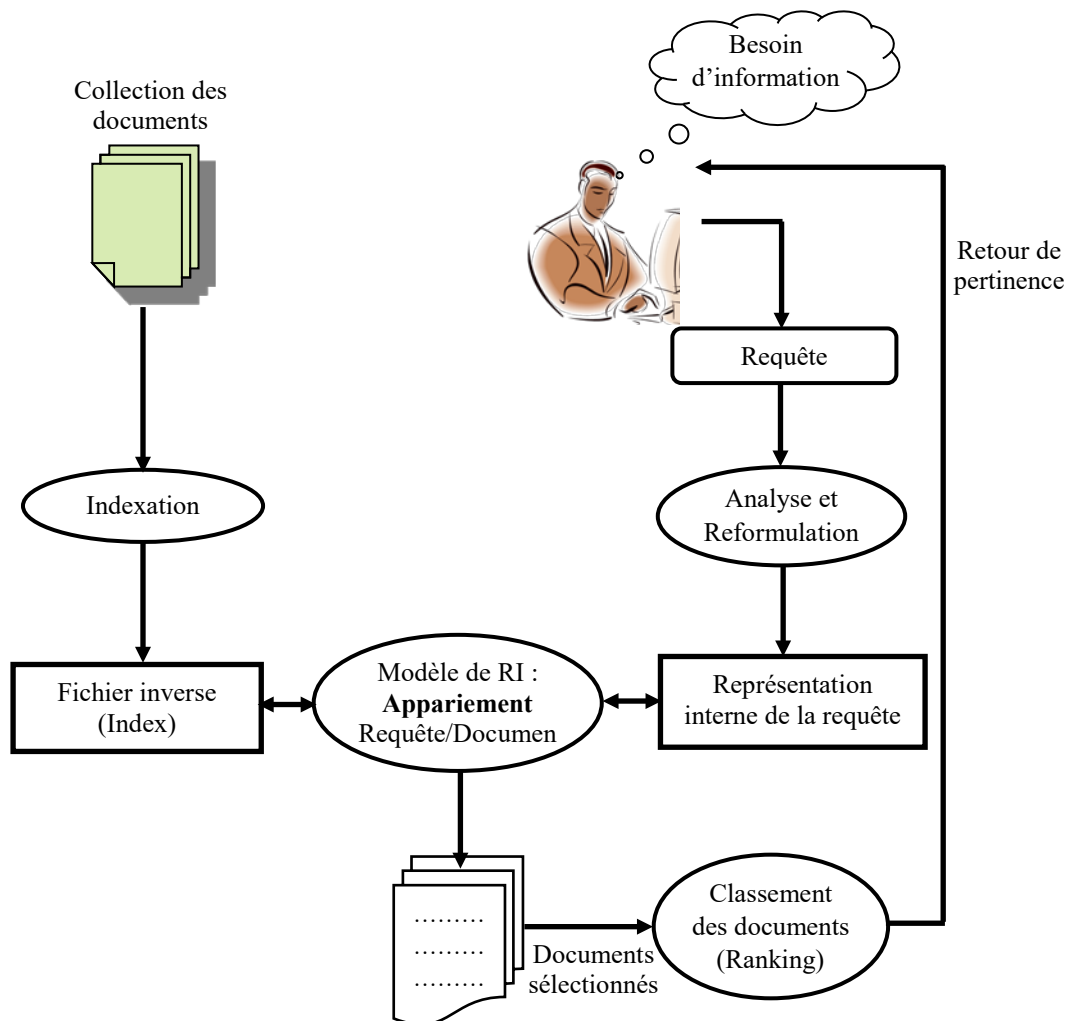 Besoin
d'information
Collection des
documents
Retour de
pertinence
Requête
Indexation
Analyse et
Reformulation
Fichier inverse
(Index)
Modèle de RI :
Appariement
Requête/Documen
Représentation
interne de la requête
………
………
………
Documents
sélectionnés
Classement
des documents
(Ranking)